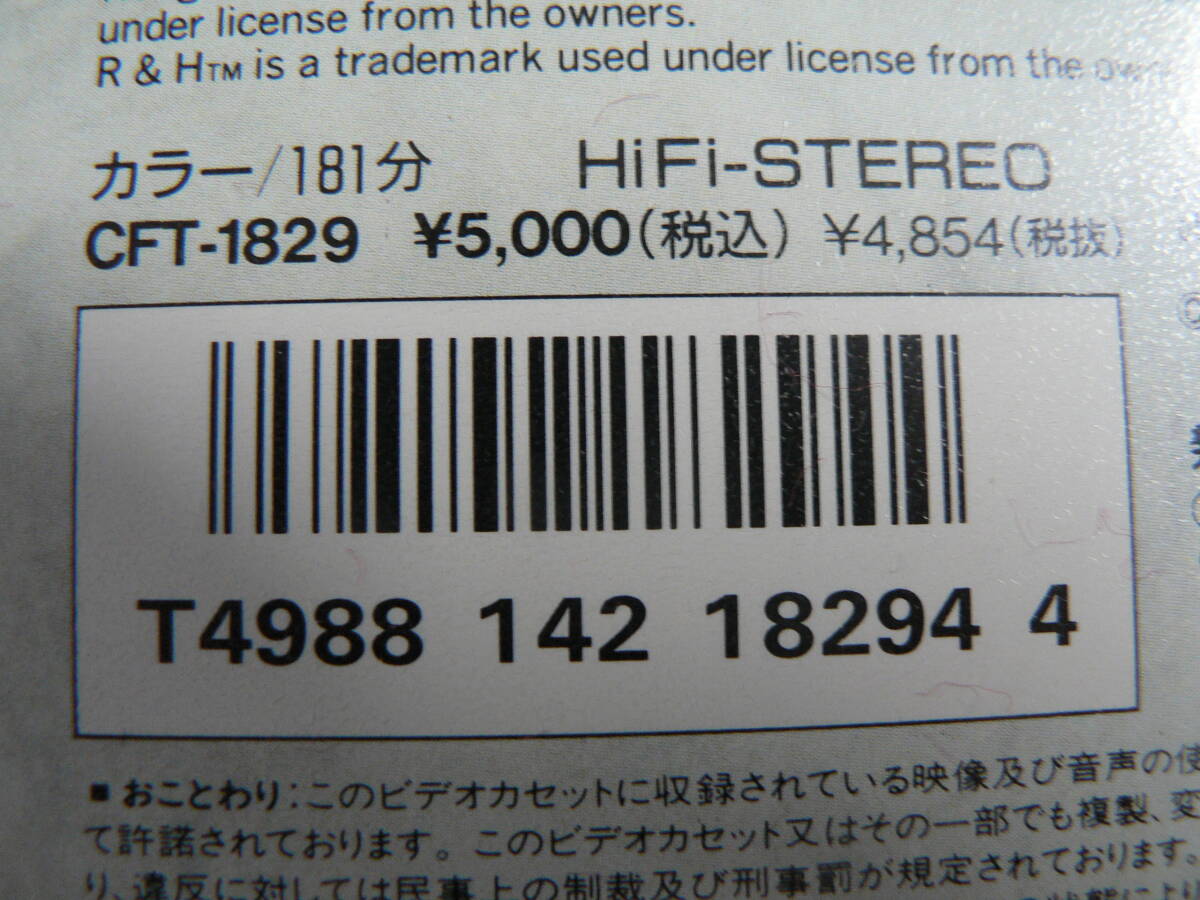 under license from the owners.
R & H™ is a trademark used under license from the
カラー/181分 HiFi-STEREO
CFT-1829 ¥5,000(税込) ¥4,854(税抜)
T4988 142 18294 4
■おことわり:このビデオカセットに収録されている映像及び音声の使
て許諾されております。このビデオカセット又はその一部でも複製、変
り、違反に対しては民事上の制裁及び刑事罰が規定されております。